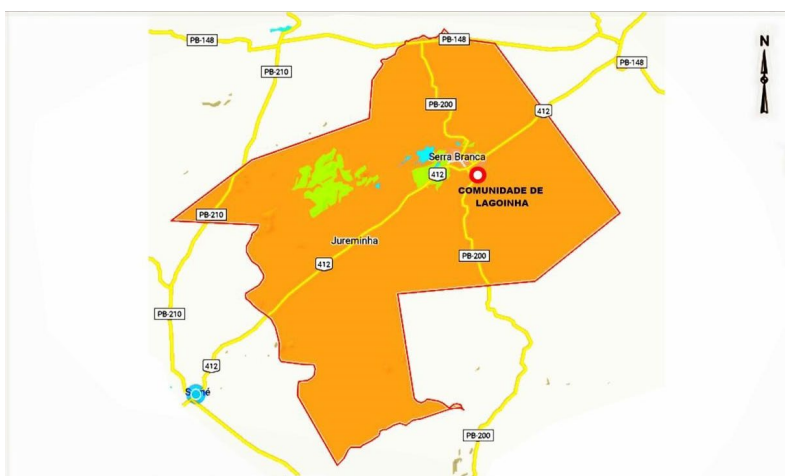 N
PB-148
PB-148
PB-148
PB-210
PB-200
412
Serra Branca
412
COMUNIDADE DE
LAGOINHA
PB-210
Jureminha
412
PB-200
PB-210
412
PB-200